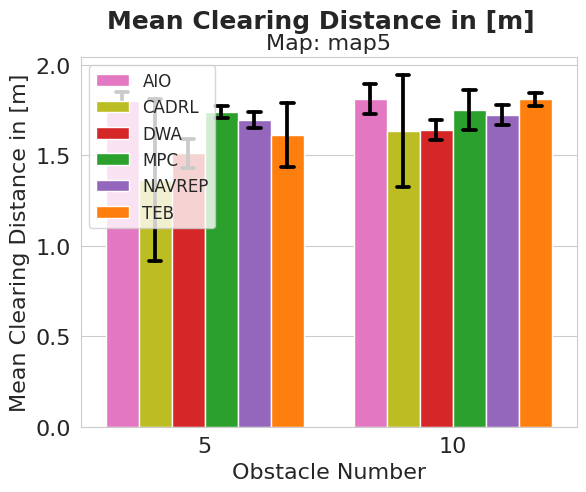 Mean Clearing Distance in [m]
Map: map5
Mean Clearing Distance in [m]
2.0
1.5
1.0
0.5
0.0
AIO
CADRL
DWA
MPC
NAVREP
TEB
5
10
Obstacle Number